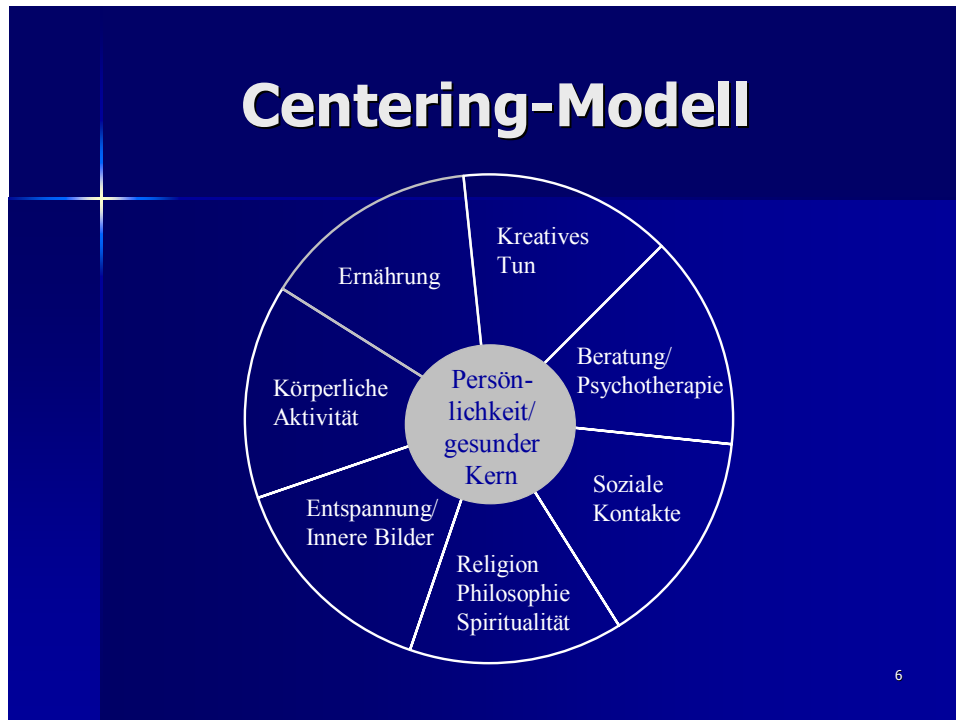 Centering-Modell
Kreatives
Tun
Ernährung
Beratung/
Psychotherapie
Körperliche
Aktivität
Persön-
lichkeit/
gesunder
Kern
Soziale
Kontakte
Entspannung/
Innere Bilder
Religion
Philosophie
Spiritualität
6